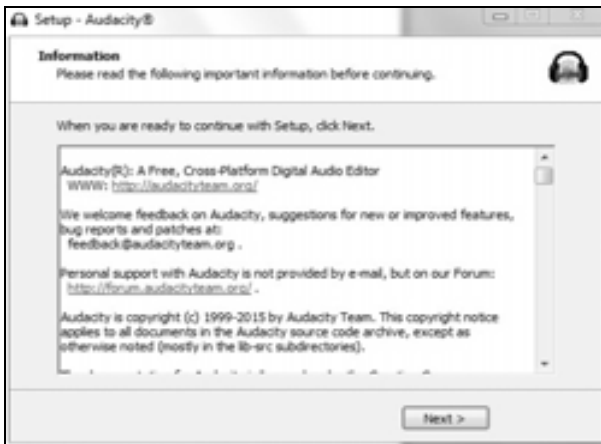 Setup - Audacity®
Information
Please read the following important information before continuing.
When you are ready to continue with Setup, click Next.
Audacity(R): A Free, Cross-Platform Digital Audio Editor
WWW: http://audacityteam.org/
We welcome feedback on Audacity, suggestions for new or improved features,
bug reports and patches at:
feedback@audacityteam.org .
Personal support with Audacity is not provided by e-mail, but on our Forum:
http://forum.audacityteam.org/ .
Audacity is copyright (c) 1999-2015 by Audacity Team. This copyright notice
applies to all documents in the Audacity source code archive, except as
otherwise noted (mostly in the lib-src subdirectories).
Next >